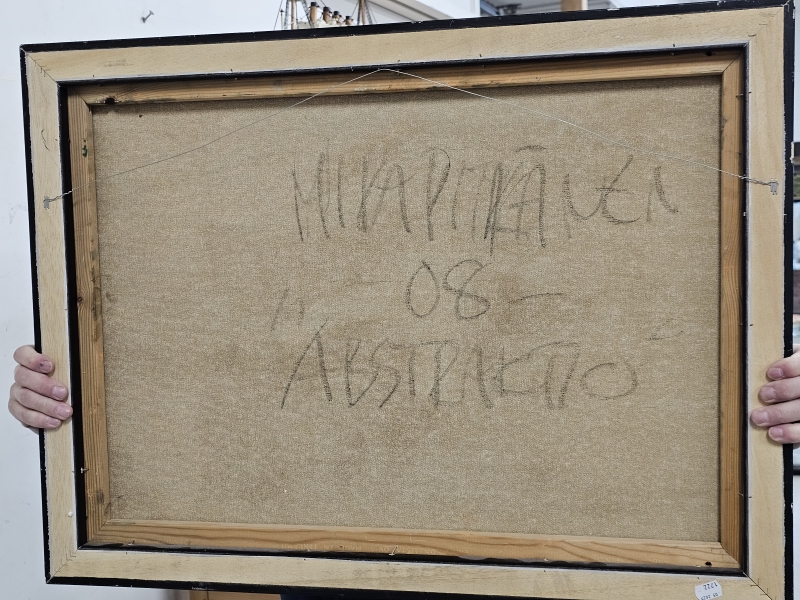 MIKA PITKÄNEN
- 08 -
"ABSTRAKTIO"